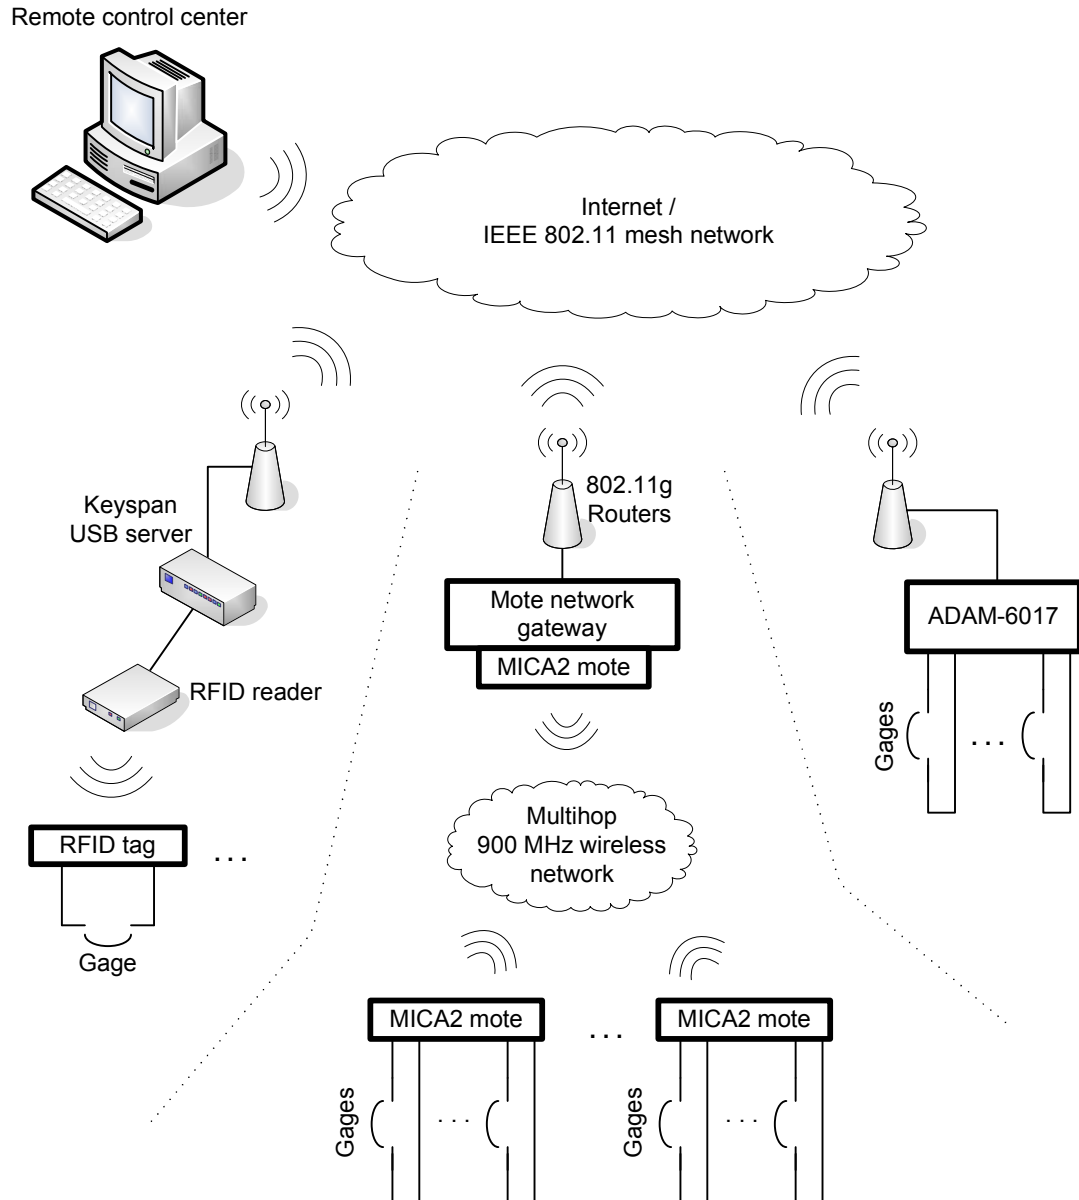 Remote control center
Internet /
IEEE 802.11 mesh network
Keyspan
USB server
802.11g
Routers
Mote network
gateway
MICA2 mote
ADAM-6017
RFID reader
Gages
. . .
Multihop
900 MHz wireless
network
RFID tag
. . .
Gage
MICA2 mote
. . .
MICA2 mote
Gages
. . .
Gages
. . .